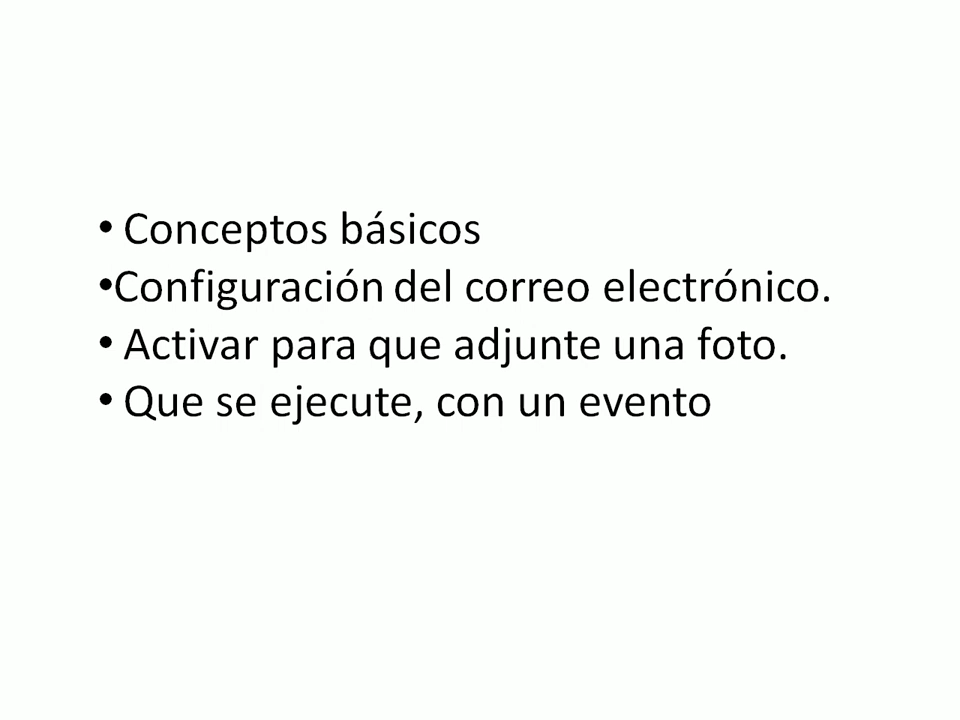 • Conceptos básicos
•Configuración del correo electrónico.
• Activar para que adjunte una foto.
• Que se ejecute, con un evento